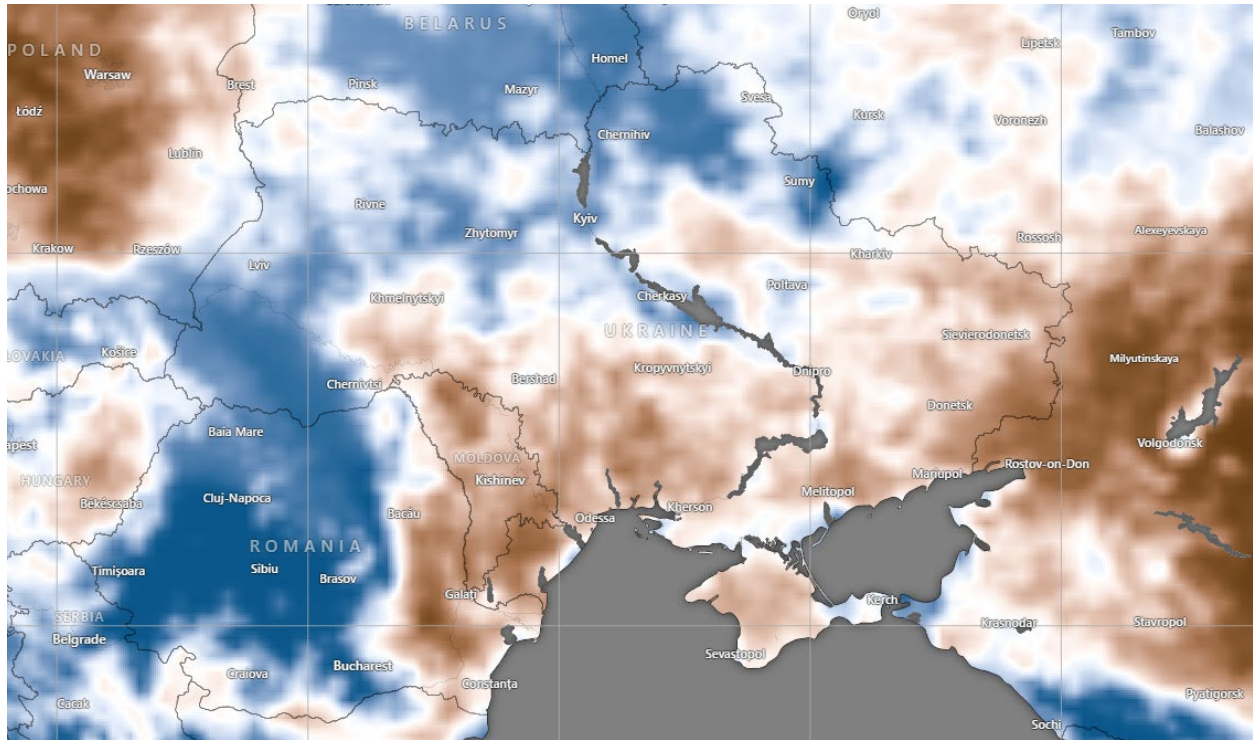 BELARUS
Oryol
Tambov
Lipetsk
POLAND
Warsaw
Homel
Brest
Pinsk
Mazyr
Svesa
Łódź
Kursk
Voronezh
Chernihiv
Balashov
Lublin
Sumy
ochowa
Rivne
Kyiv
Zhytomyr
Alexeyevskaya
Rossosh
Krakow
Rzeszów
Kharkiv
Lviv
Poltava
Khmelnytskyi
Cherkasy
UKRAINE
Sievierodonetsk
LOVAKIA
Košice
Milyutinskaya
Kropyvnytskyi
Dnipro
Bershad
Chernivtsi
Donetsk
Baia Mare
apest
Volgodonsk
MOLDOVA
Rostov-on-Don
Mariupol
HUNGARY
Kishinev
Cluj-Napoca
Melitopol
Békéscsaba
Kherson
Bacău
Odessa
ROMANIA
Timișoara
Sibiu
Brasov
Galați
Kerch
SERBIA
Krasnodar
Stavropol
Belgrade
Sevastopol
Bucharest
Craiova
Constanța
Pyatigorsk
Cacak
Sochi